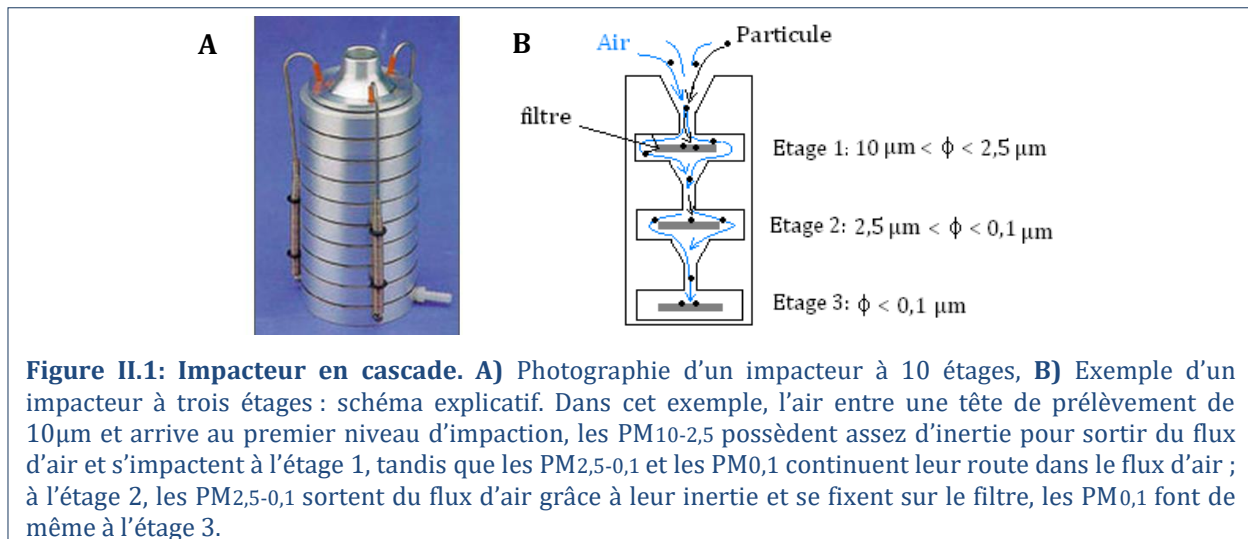 A
B
Air
Particule
filtre
Etage 1: 10 µm < ϕ < 2,5 µm
Etage 2: 2,5 µm < ϕ < 0,1 µm
Etage 3: ϕ < 0,1 µm
Figure II.1: Impacteur en cascade. A) Photographie d’un impacteur à 10 étages, B) Exemple d’un
impacteur à trois étages : schéma explicatif. Dans cet exemple, l’air entre une tête de prélèvement de
10µm et arrive au premier niveau d’impaction, les PM10-2,5 possèdent assez d’inertie pour sortir du flux
d’air et s’impactent à l’étage 1, tandis que les PM2,5-0,1 et les PM0,1 continuent leur route dans le flux d’air ;
à l’étage 2, les PM2,5-0,1 sortent du flux d’air grâce à leur inertie et se fixent sur le filtre, les PM0,1 font de
même à l’étage 3.